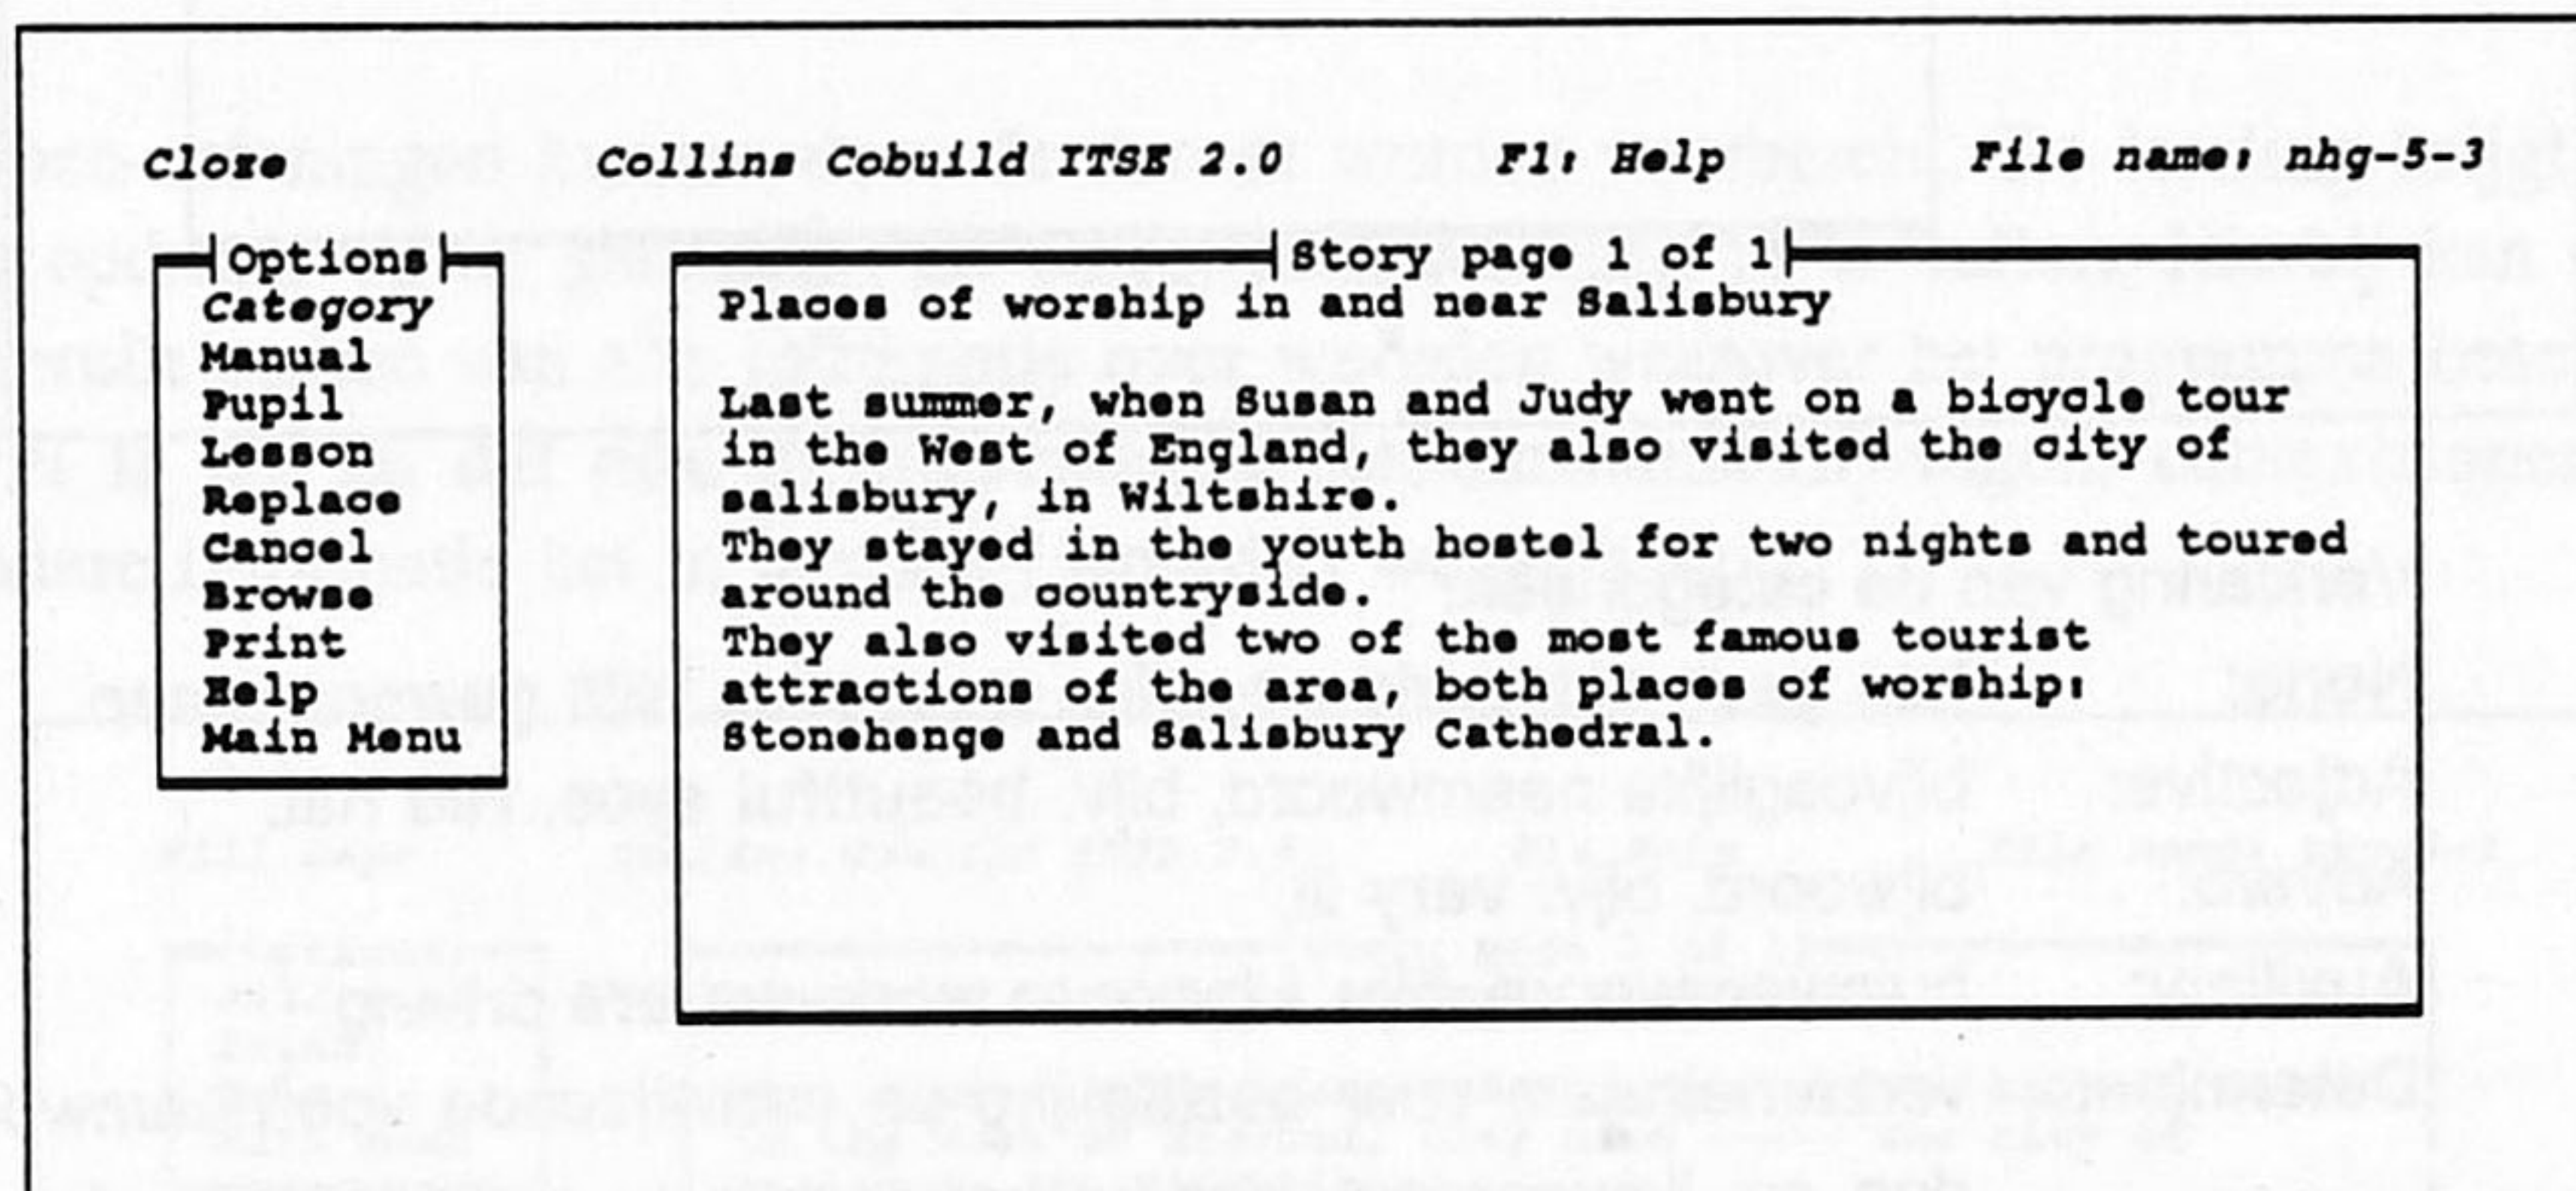 Cloze Collins Cobuild ITSE 2.0 F1: Help File name: nhg-5-3
Options
Category
Manual
Pupil
Lesson
Replace
Cancel
Browse
Print
Help
Main Menu
Story page 1 of 1
Places of worship in and near Salisbury
Last summer, when Susan and Judy went on a bicycle tour
in the West of England, they also visited the city of
salisbury, in Wiltshire.
They stayed in the youth hostel for two nights and toured
around the countryside.
They also visited two of the most famous tourist
attractions of the area, both places of worship:
Stonehenge and Salisbury Cathedral.